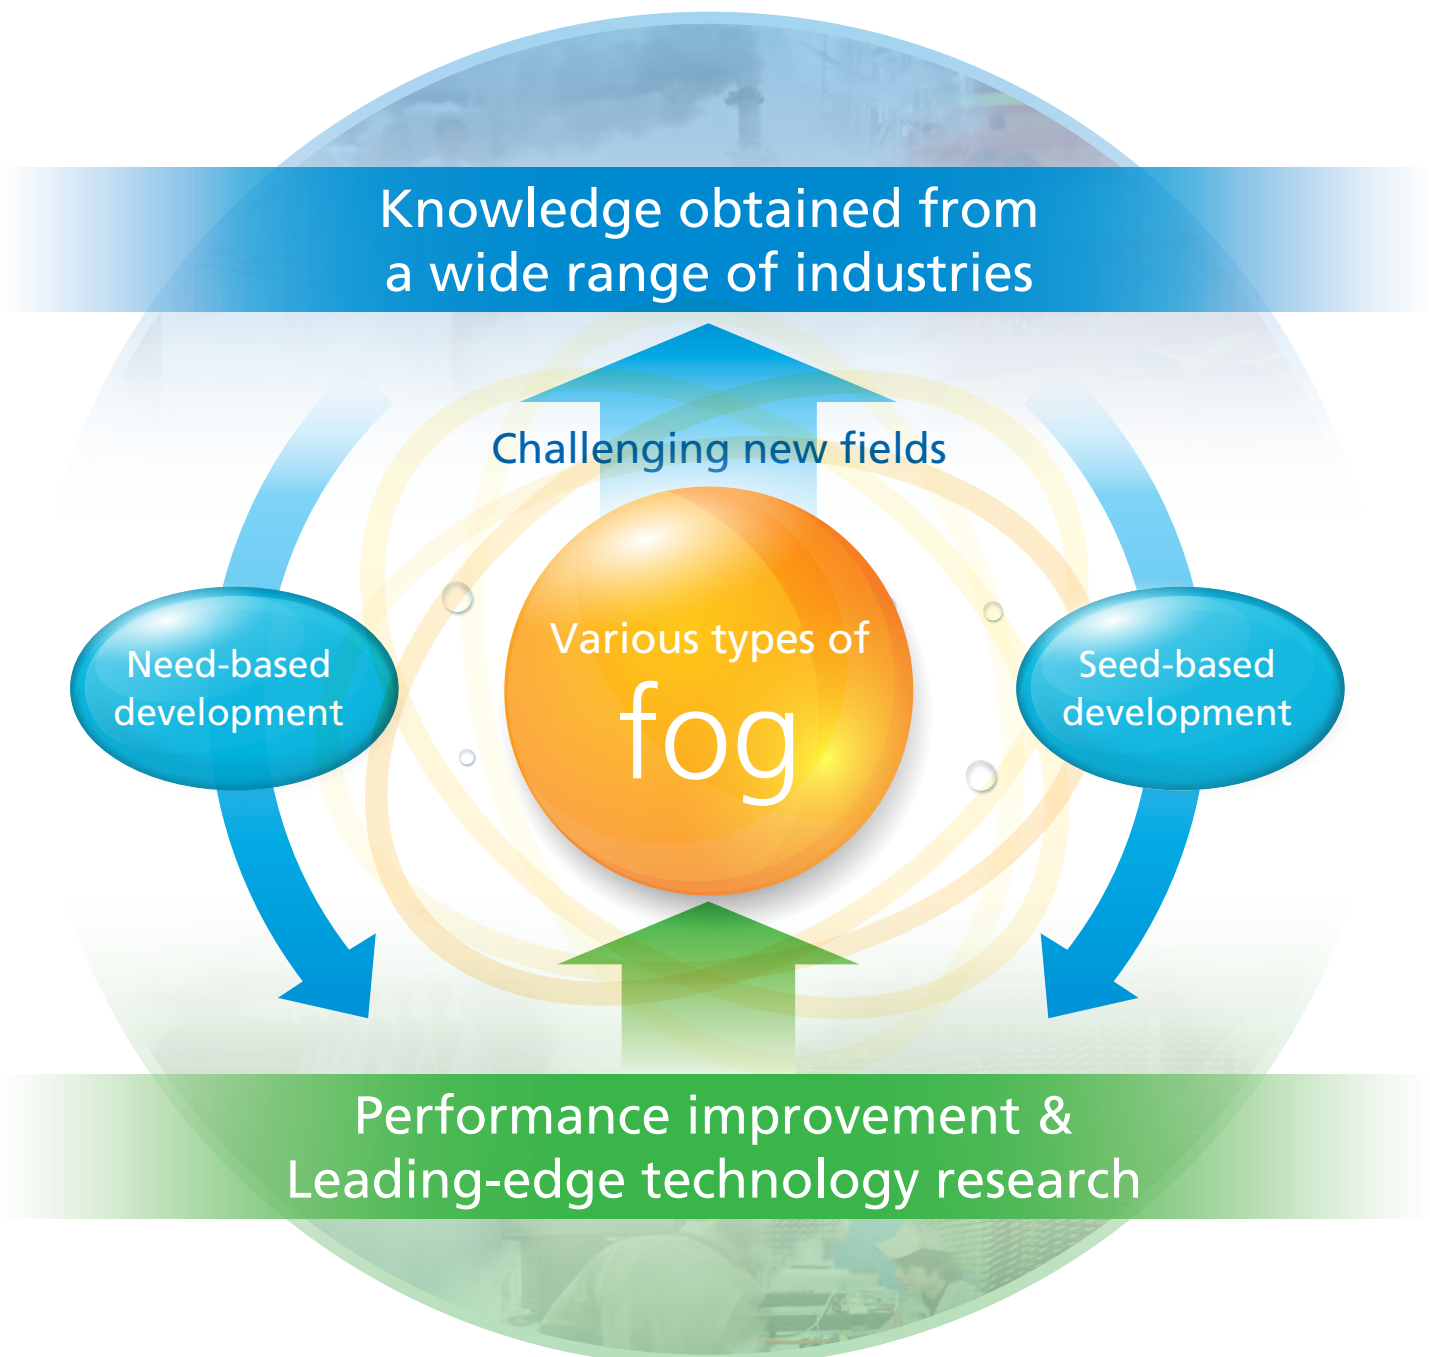 Knowledge obtained from
a wide range of industries
Challenging new fields
Various types of
fog
Need-based
development
Seed-based
development
Performance improvement &
Leading-edge technology research